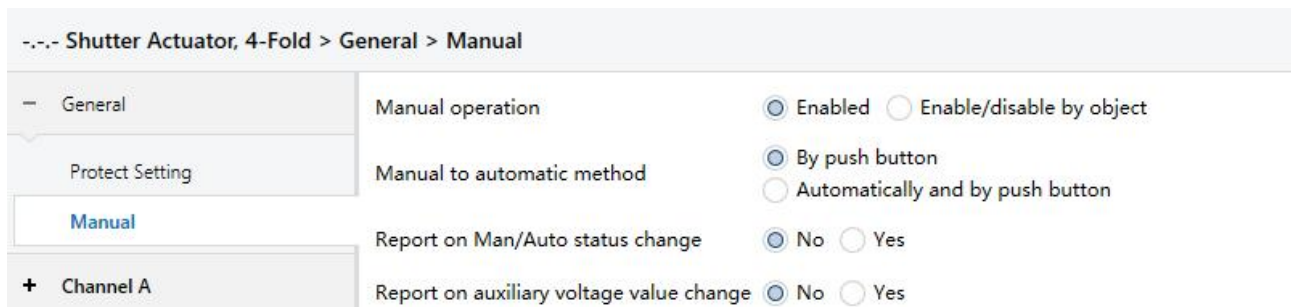 -.-.- Shutter Actuator, 4-Fold > General > Manual
− General
Manual operation Enabled Enable/disable by object
Protect Setting
Manual to automatic method By push button
Automatically and by push button
Manual
Report on Man/Auto status change No Yes
+ Channel A
Report on auxiliary voltage value change No Yes